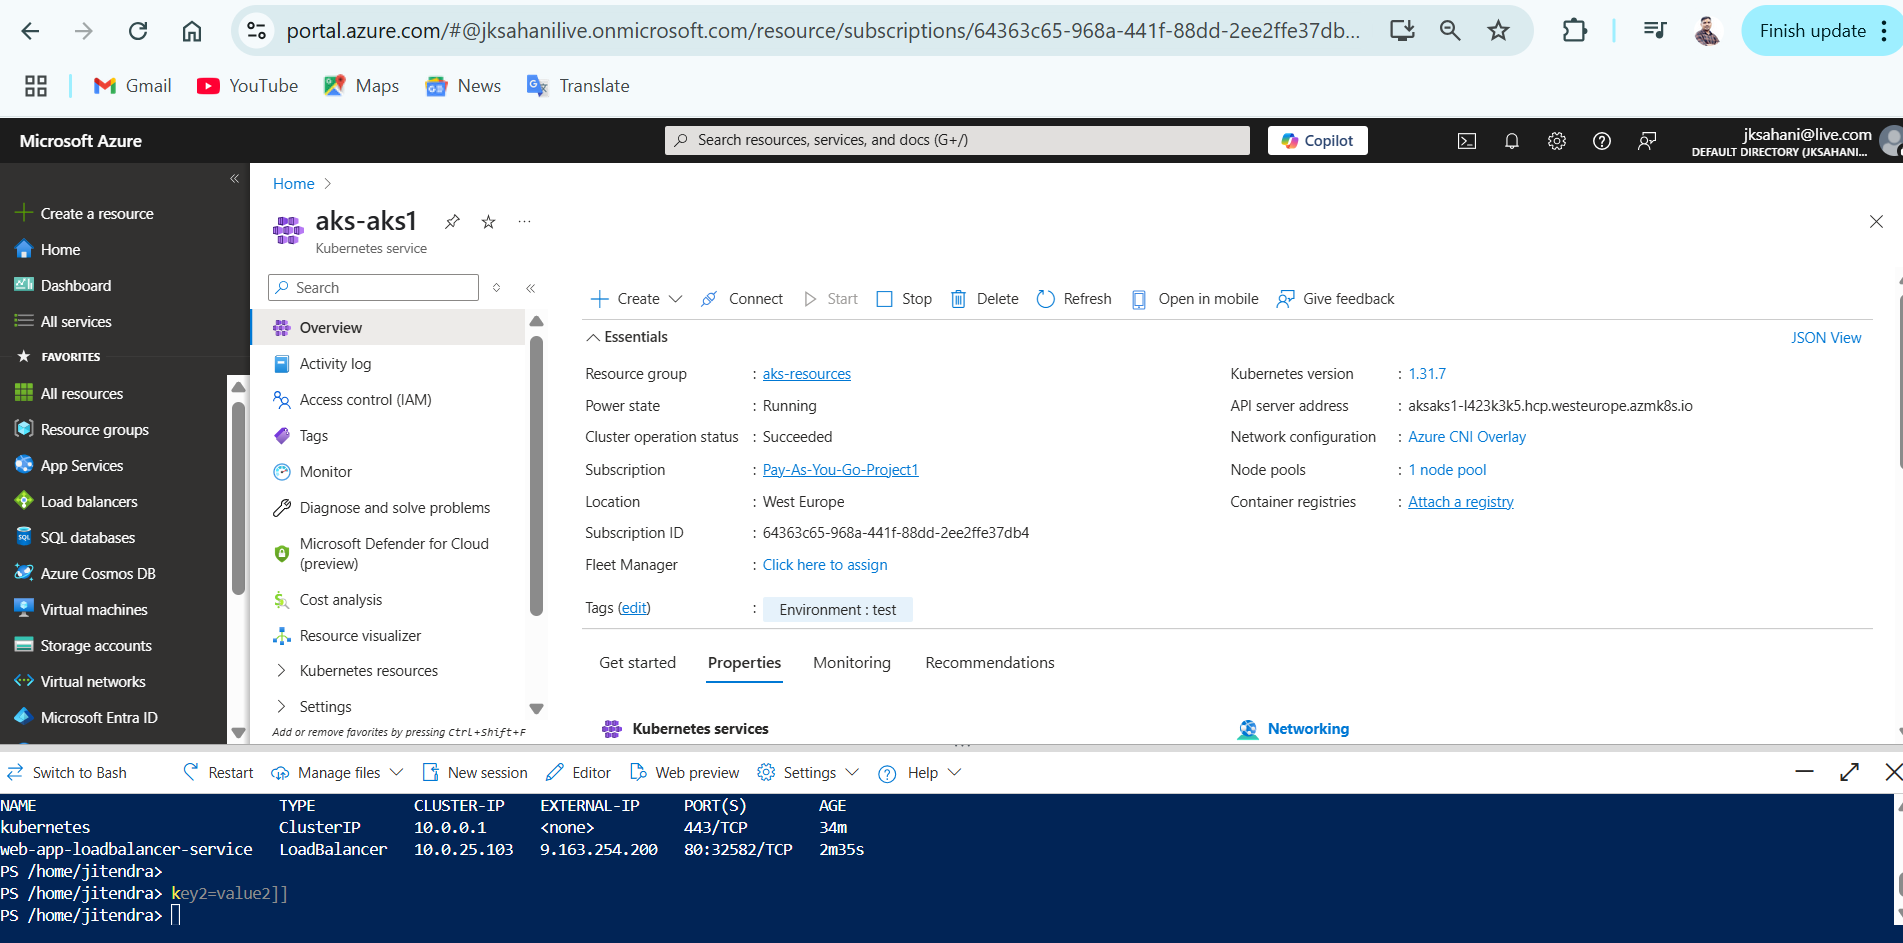 portal.azure.com/#@jksahanilive.onmicrosoft.com/resource/subscriptions/64363c65-968a-441f-88dd-2ee2ffe37db...
Finish update
Gmail
YouTube
Maps
News
Translate
Microsoft Azure
Search resources, services, and docs (G+/)
Copilot
jksahani@live.com
DEFAULT DIRECTORY (JKSAHANI...
Create a resource
Home
Dashboard
All services
FAVORITES
All resources
Resource groups
App Services
Load balancers
SQL databases
Azure Cosmos DB
Virtual machines
Storage accounts
Virtual networks
Microsoft Entra ID
Home >
aks-aks1
Kubernetes service
Search
Overview
Activity log
Access control (IAM)
Tags
Monitor
Diagnose and solve problems
Microsoft Defender for Cloud
(preview)
Cost analysis
Resource visualizer
Kubernetes resources
Settings
Add or remove favorites by pressing Ctrl+Shift+F
Create
Connect
Start
Stop
Delete
Refresh
Open in mobile
Give feedback
Essentials
JSON View
Resource group : aks-resources
Power state : Running
Cluster operation status : Succeeded
Subscription : Pay-As-You-Go-Project1
Location : West Europe
Subscription ID : 64363c65-968a-441f-88dd-2ee2ffe37db4
Fleet Manager : Click here to assign
Tags (edit) : Environment : test
Kubernetes version : 1.31.7
API server address : aksaks1-l423k3k5.hcp.westeurope.azmk8s.io
Network configuration : Azure CNI Overlay
Node pools : 1 node pool
Container registries : Attach a registry
Get started
Properties
Monitoring
Recommendations
Kubernetes services
Networking
Switch to Bash
Restart
Manage files
New session
Editor
Web preview
Settings
Help
NAME TYPE CLUSTER-IP EXTERNAL-IP PORT(S) AGE
kubernetes ClusterIP 10.0.0.1 <none> 443/TCP 34m
web-app-loadbalancer-service LoadBalancer 10.0.25.103 9.163.254.200 80:32582/TCP 2m35s
PS /home/jitendra>
PS /home/jitendra> key2=value2]]
PS /home/jitendra>